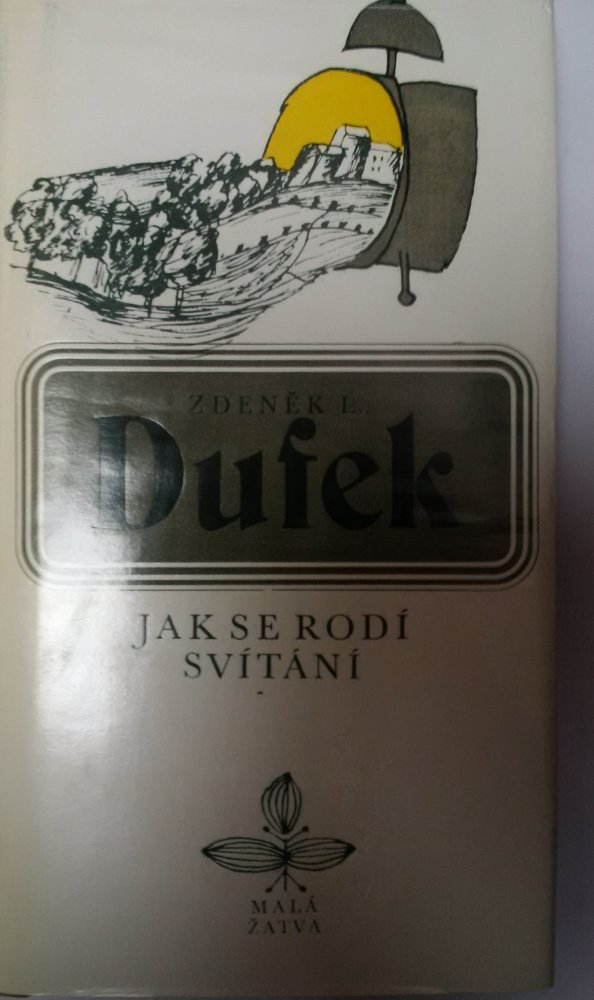 ZDENĚK L.
Dufek
JAK SE RODÍ
SVÍTÁNÍ
MALÁ
ŽATVA